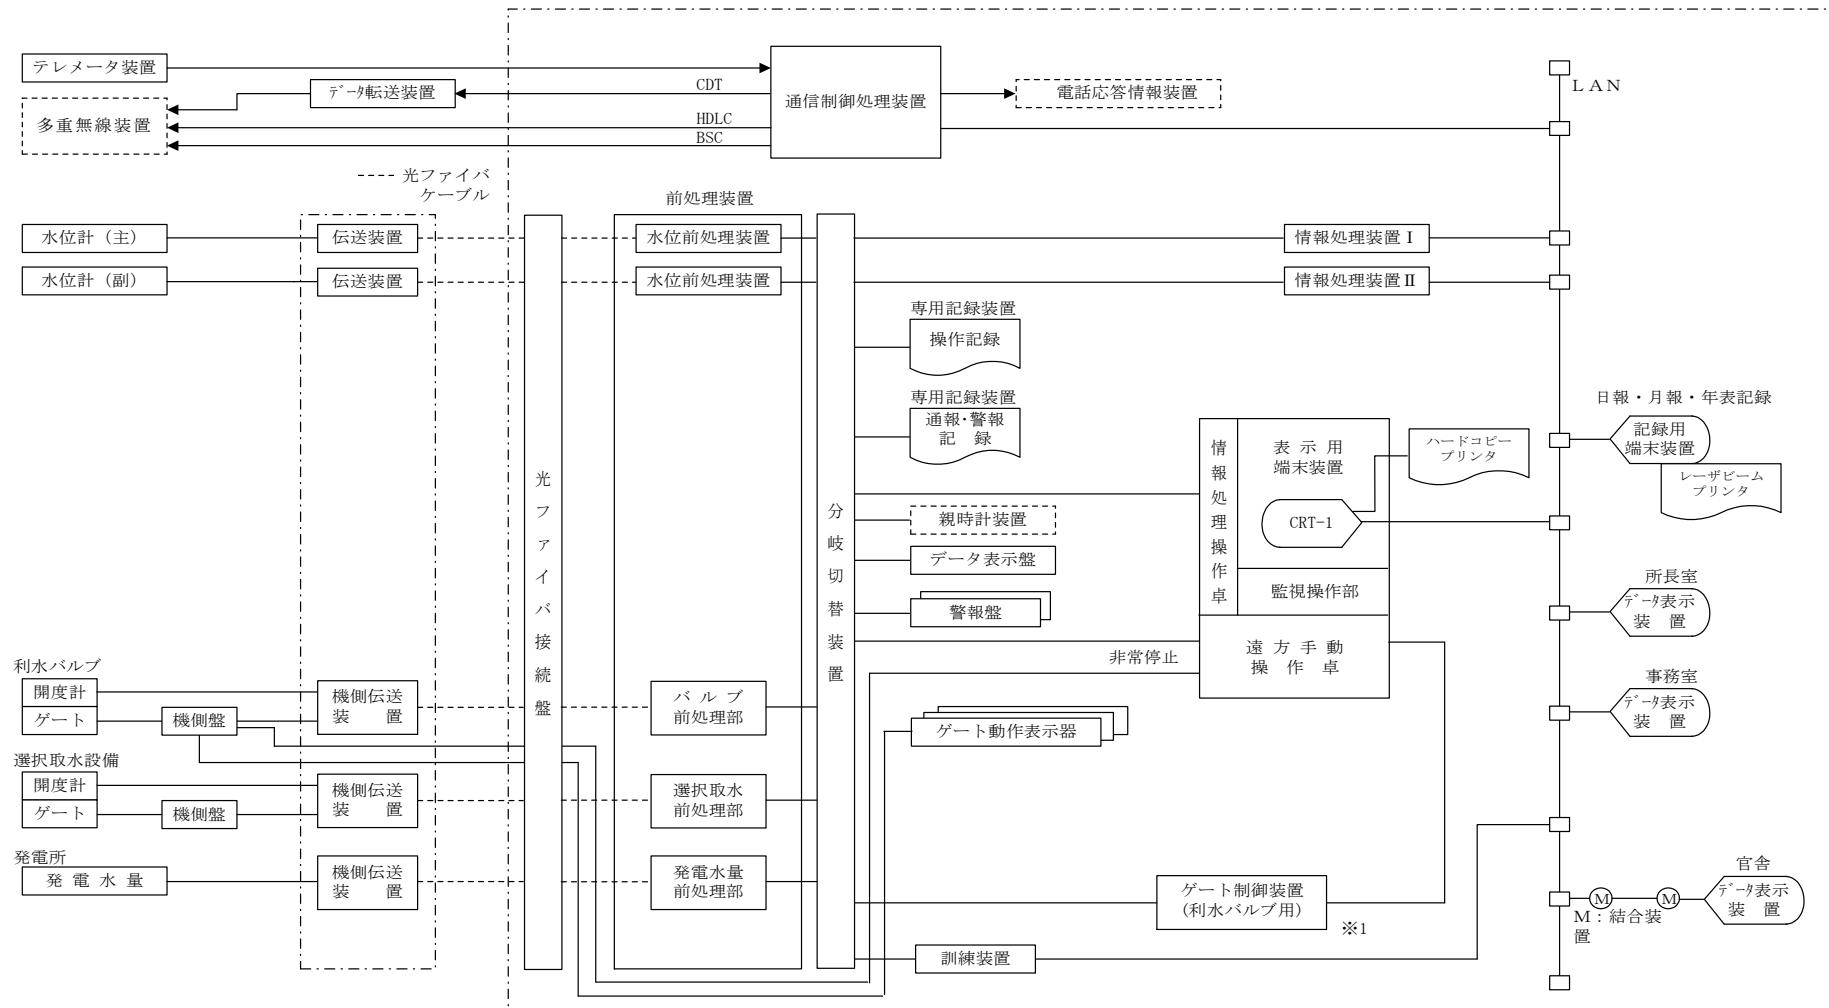 テレメータ装置
データ転送装置
多重無線装置
CDT
HDLC
BSC
通信制御処理装置
電話応答情報装置
LAN
---- 光ファイバ
ケーブル
前処理装置
水位計（主）
伝送装置
水位前処理装置
情報処理装置Ⅰ
水位計（副）
伝送装置
水位前処理装置
情報処理装置Ⅱ
専用記録装置
操作記録
専用記録装置
通報･警報
記　録
光ファイバ接続盤
分岐切替装置
親時計装置
データ表示盤
警報盤
情報処理操作卓
表示用
端末装置
CRT-1
監視操作部
遠方手動
操作卓
非常停止
ハードコピー
プリンタ
日報・月報・年表記録
記録用
端末装置
レーザビーム
プリンタ
所長室
データ表示
装　置
事務室
データ表示
装　置
利水バルブ
開度計
ゲート
機側盤
機側伝送
装　　置
バルブ
前処理部
ゲート動作表示器
選択取水設備
開度計
ゲート
機側盤
機側伝送
装　　置
選択取水
前処理部
発電所
発電水量
機側伝送
装　　置
発電水量
前処理部
ゲート制御装置
(利水バルブ用)
※1
訓練装置
官舎
データ表示
装　置
M
M
M：結合装
置